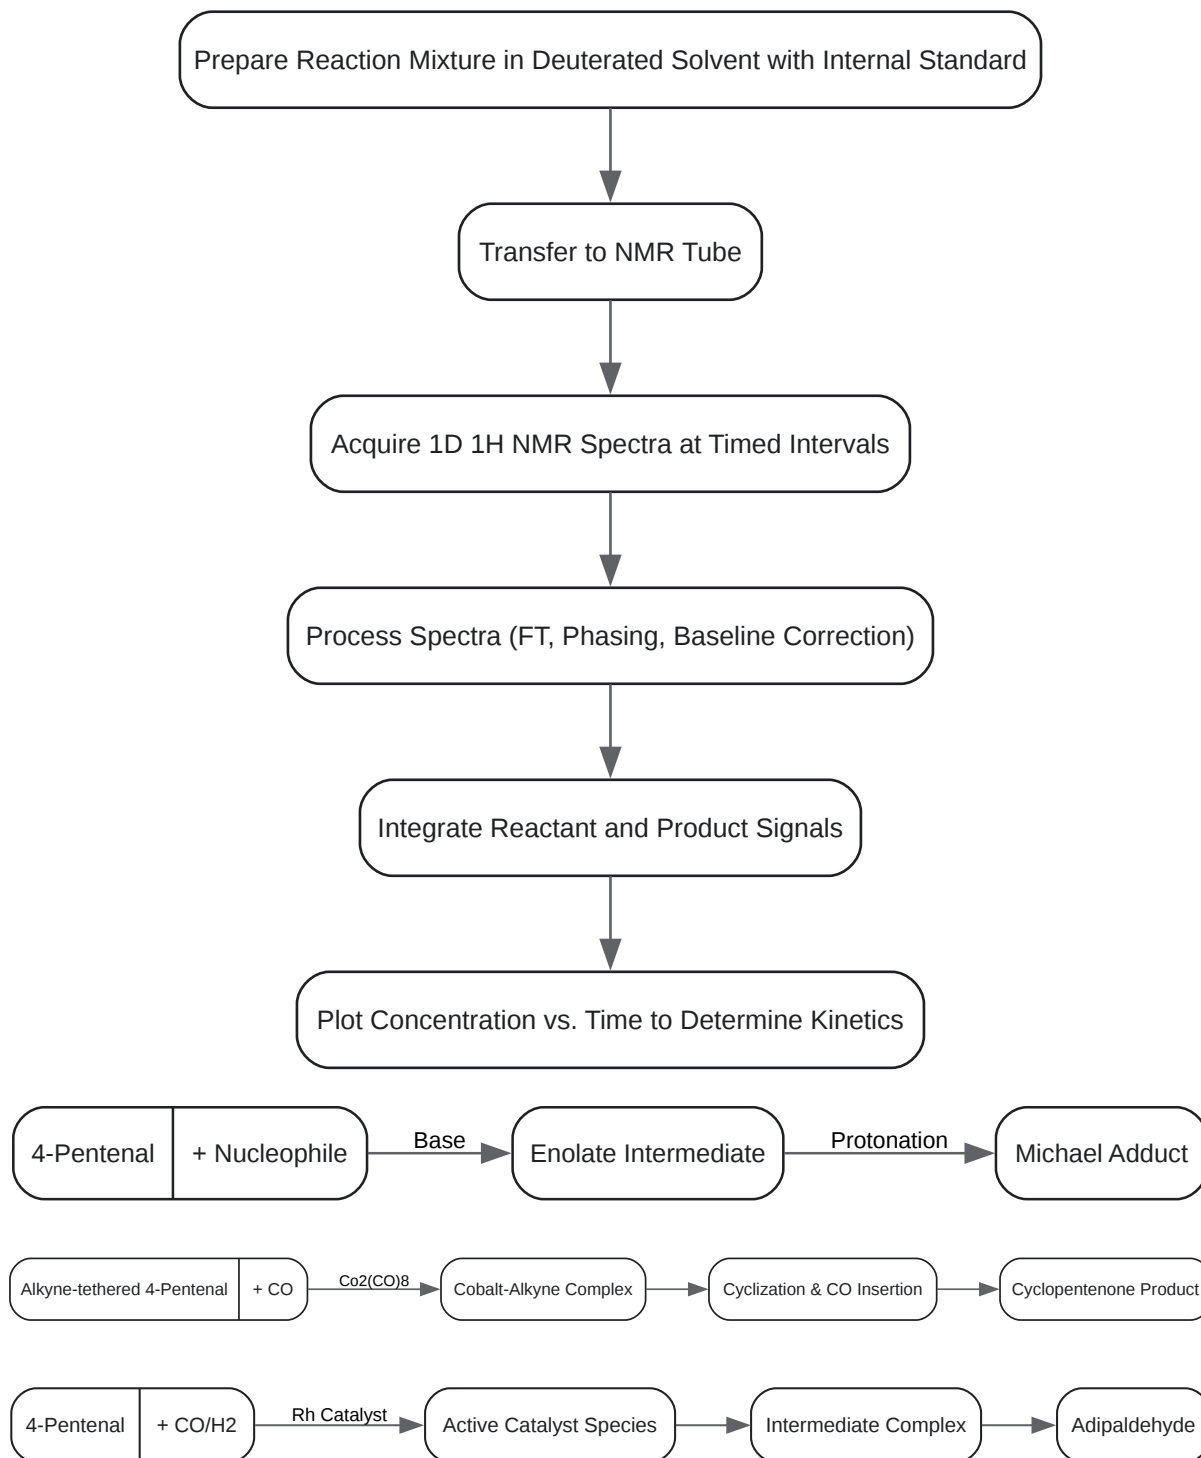 Prepare Reaction Mixture in Deuterated Solvent with Internal Standard
Transfer to NMR Tube
Acquire 1D 1H NMR Spectra at Timed Intervals
Process Spectra (FT, Phasing, Baseline Correction)
Integrate Reactant and Product Signals
Plot Concentration vs. Time to Determine Kinetics
4-Pentenal + Nucleophile Base Enolate Intermediate Protonation Michael Adduct
Alkyne-tethered 4-Pentenal + CO Co2(CO)8 Cobalt-Alkyne Complex Cyclization & CO Insertion Cyclopentenone Product
4-Pentenal + CO/H2 Rh Catalyst Active Catalyst Species Intermediate Complex Adipaldehyde